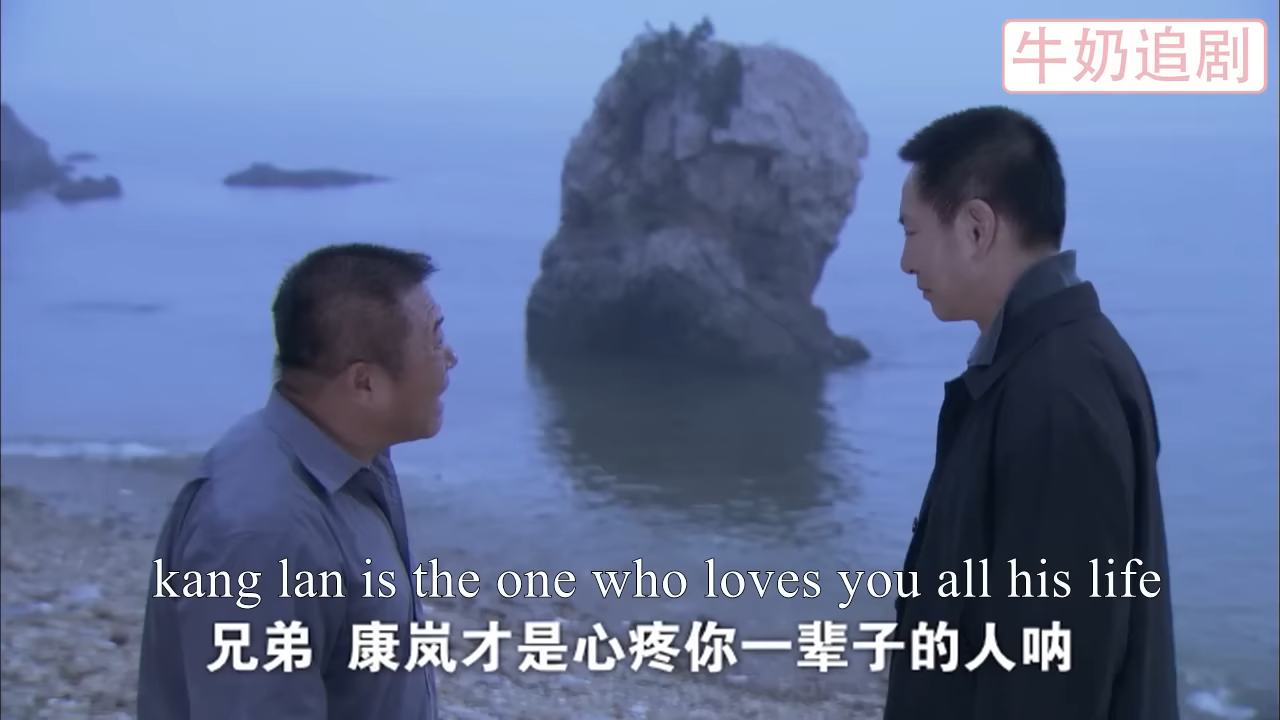 牛奶追剧
kang lan is the one who loves you all his life
兄弟 康岚才是心疼你一辈子的人呐